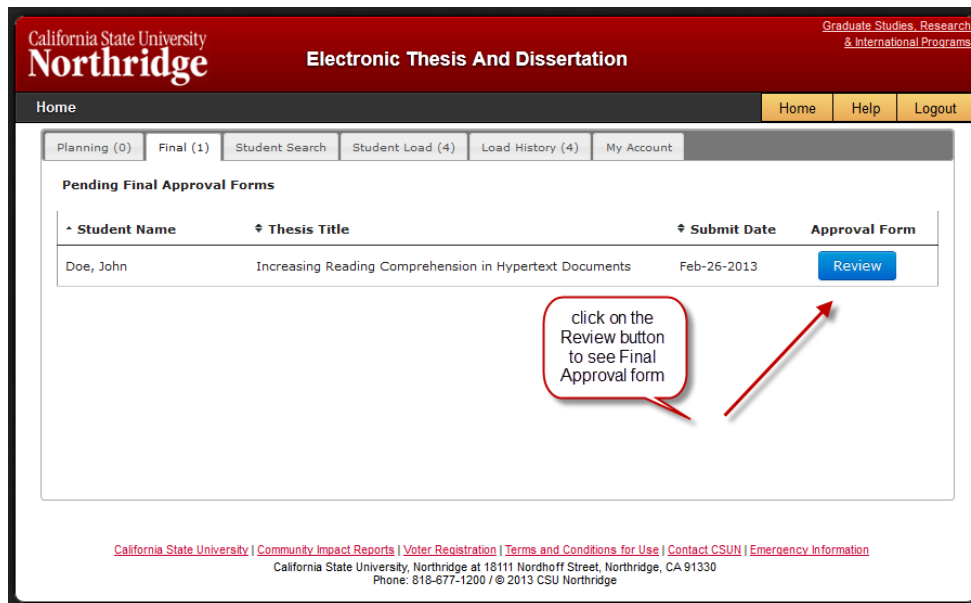 California State University
Northridge
Electronic Thesis And Dissertation
Graduate Studies, Research
& International Programs
Home
Home Help Logout
Planning (0) Final (1) Student Search Student Load (4) Load History (4) My Account
Pending Final Approval Forms
Student Name Thesis Title Submit Date Approval Form
Doe, John Increasing Reading Comprehension in Hypertext Documents Feb-26-2013 Review
click on the
Review button
to see Final
Approval form
California State University | Community Impact Reports | Voter Registration | Terms and Conditions for Use | Contact CSUN | Emergency Information
California State University, Northridge at 18111 Nordhoff Street, Northridge, CA 91330
Phone: 818-677-1200 / © 2013 CSU Northridge